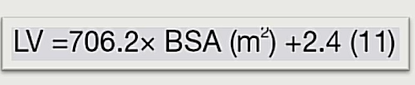 LV =706.2× BSA (m²) +2.4 (11)